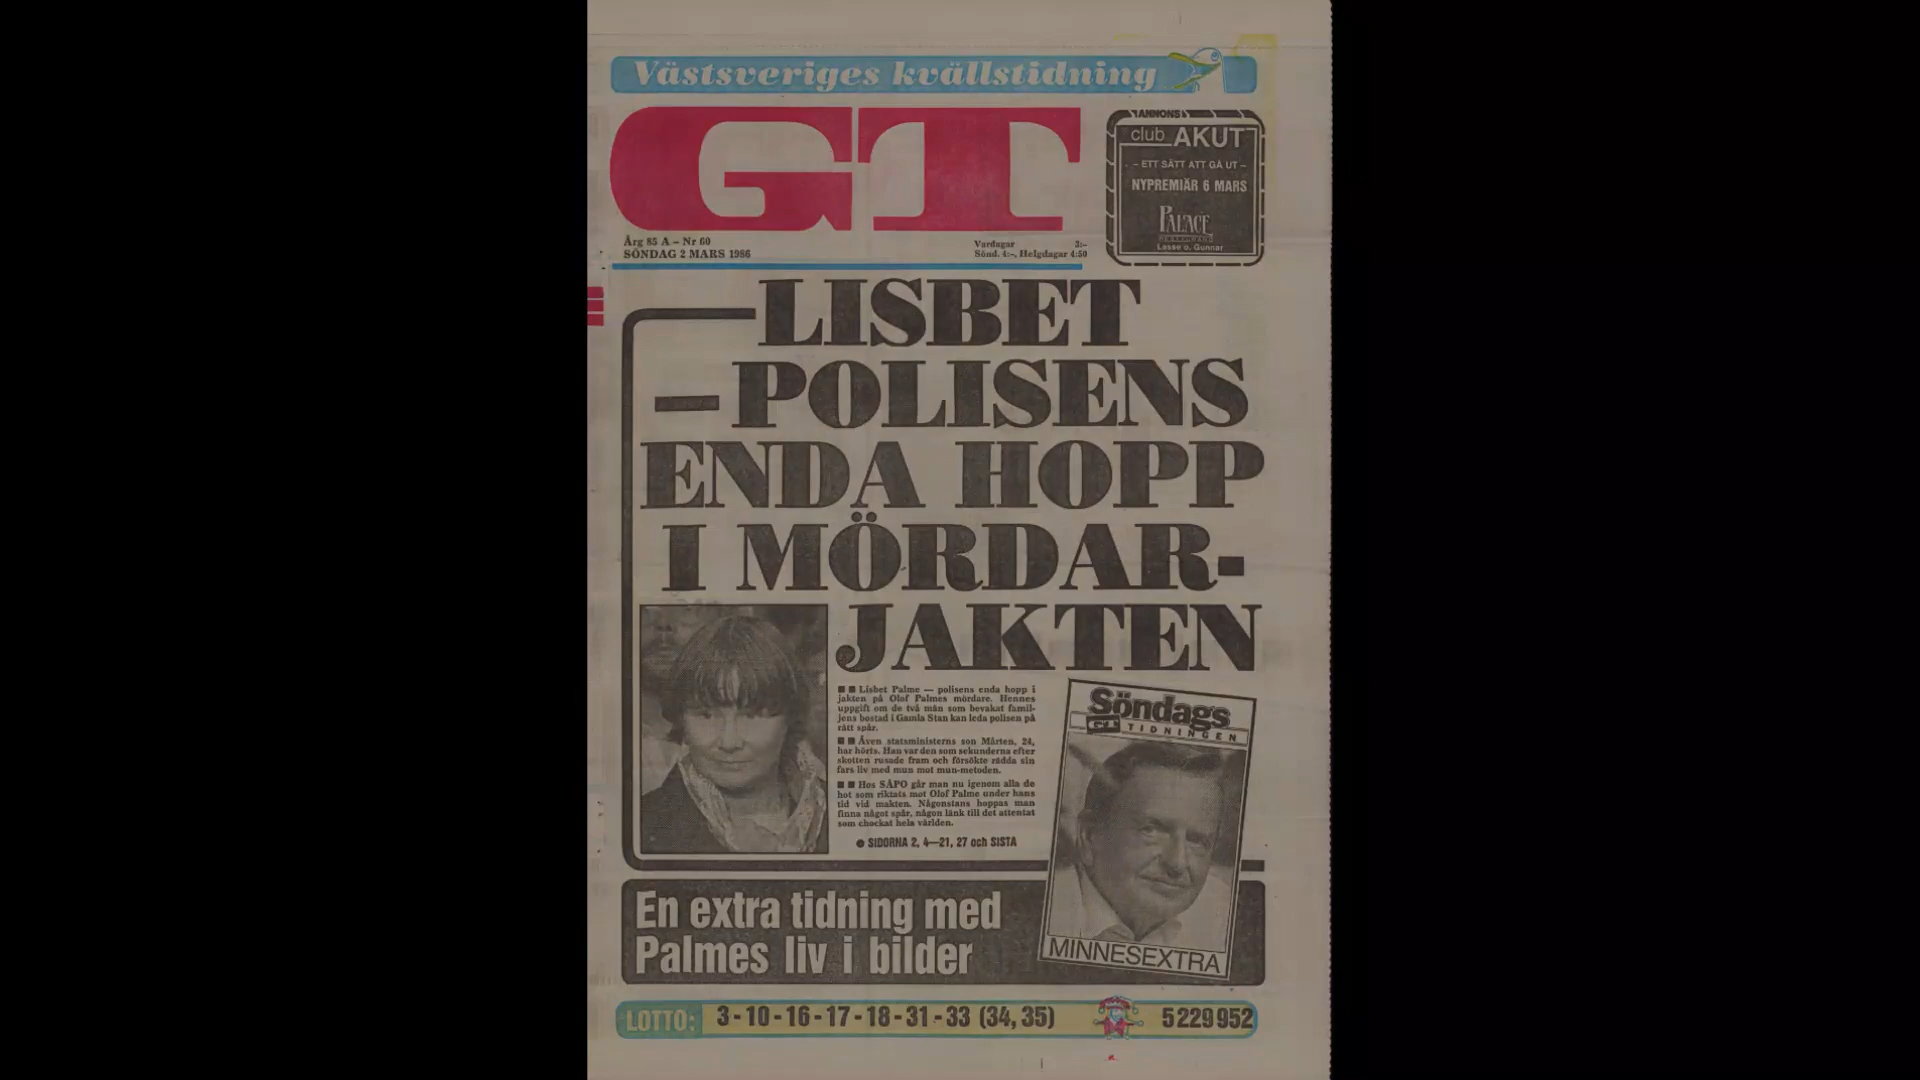 Västsveriges kvällstidning
GT
ANNONS
club AKUT
– ETT SÄTT ATT GÅ UT –
NYPREMIÄR 6 MARS
PALACE
Lasse o. Gunnar
Årg 85 A – Nr 60
SÖNDAG 2 MARS 1986
Vardagar 3:–
Sönd. 4:–, Helgdagar 4:50
LISBET
– POLISENS
ENDA HOPP
I MÖRDAR-
JAKTEN
■ ■ Lisbet Palme — polisens enda hopp i
jakten på Olof Palmes mördare. Hennes
uppgift om de två män som bevakat famil-
jens bostad i Gamla Stan kan leda polisen på
rätt spår.
■ ■ Även statsministerns son Mårten, 24,
har hörts. Han var den som sekunderna efter
skotten rusade fram och försökte rädda sin
fars liv med mun mot mun-metoden.
■ ■ Hos SÄPO går man nu igenom alla de
hot som riktats mot Olof Palme under hans
tid vid makten. Någonstans hoppas man
finna något spår, någon länk till det attentat
som chockat hela världen.
● SIDORNA 2, 4—21, 27 och SISTA
Söndags
GT TIDNINGEN
MINNESEXTRA
En extra tidning med
Palmes liv i bilder
LOTTO: 3 - 10 - 16 - 17 - 18 - 31 - 33 (34, 35) 5 229 952